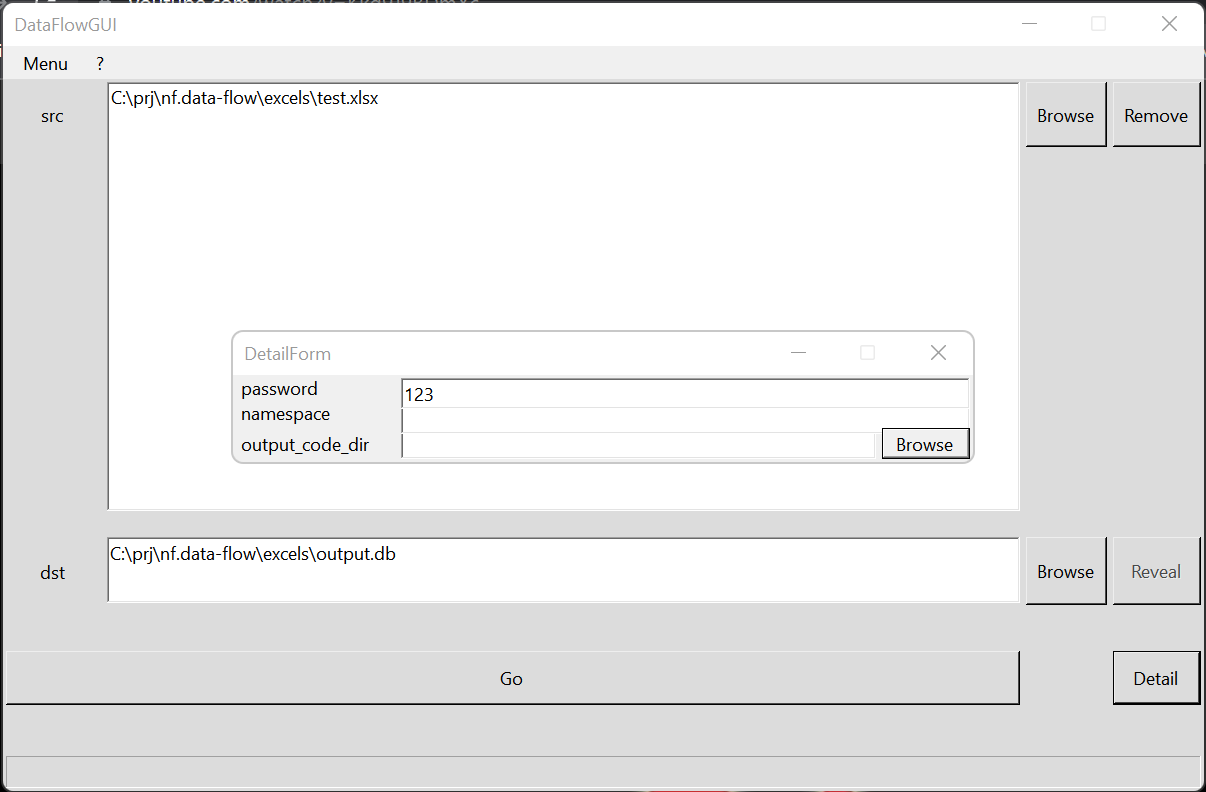 DataFlowGUI
Menu ?
src
C:\prj\nf.data-flow\excels\test.xlsx
Browse
Remove
DetailForm
password
123
namespace
output_code_dir
Browse
dst
C:\prj\nf.data-flow\excels\output.db
Browse
Reveal
Go
Detail